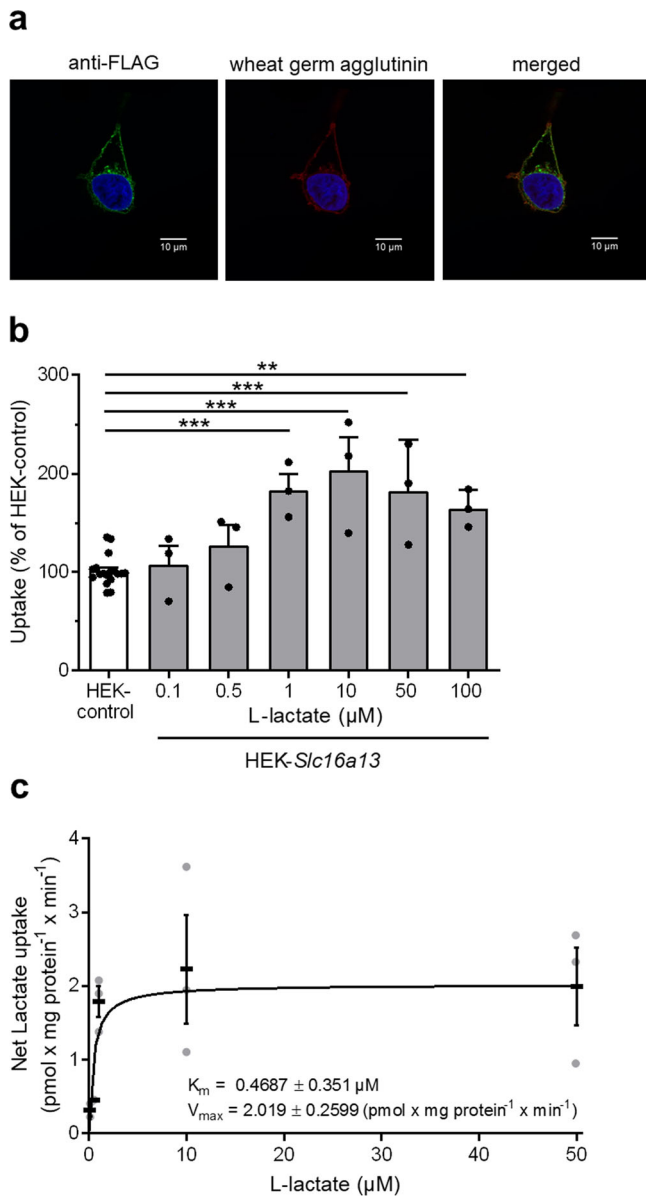 a
anti-FLAG wheat germ agglutinin merged
10 µm 10 µm 10 µm
b
**
***
***
***
Uptake (% of HEK-control)
300
200
100
0
HEK-control 0.1 0.5 1 10 50 100
L-lactate (µM)
HEK-Slc16a13
c
Net Lactate uptake
(pmol x mg protein⁻¹ x min⁻¹)
4
3
2
1
0
Kₘ = 0.4687 ± 0.351 µM
Vₘₐₓ = 2.019 ± 0.2599 (pmol x mg protein⁻¹ x min⁻¹)
0 10 20 30 40 50
L-lactate (µM)